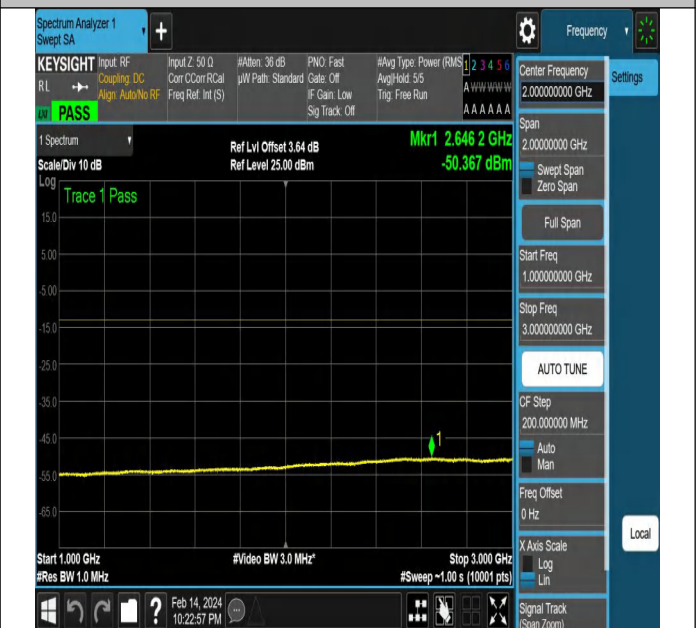 Spectrum Analyzer 1
Swept SA
+
Frequency
KEYSIGHT
RL
PASS
Input: RF
Coupling: DC
Align: Auto/No RF
Input Z: 50 Ω
Corr CCorr RCal
Freq Ref: Int (S)
#Atten: 36 dB
µW Path: Standard
PNO: Fast
Gate: Off
IF Gain: Low
Sig Track: Off
#Avg Type: Power (RMS
Avg|Hold: 5/5
Trig: Free Run
1 2 3 4 5 6
A W W W W W
A A A A A A
1 Spectrum
Scale/Div 10 dB
Log
Ref Lvl Offset 3.64 dB
Ref Level 25.00 dBm
Mkr1 2.646 2 GHz
-50.367 dBm
Trace 1 Pass
15.0
5.00
-5.00
-15.0
-25.0
-35.0
-45.0
-55.0
-65.0
1
Start 1.000 GHz
#Res BW 1.0 MHz
#Video BW 3.0 MHz*
Stop 3.000 GHz
#Sweep ~1.00 s (10001 pts)
Feb 14, 2024
10:22:57 PM
?
Center Frequency
2.000000000 GHz
Settings
Span
2.00000000 GHz
Swept Span
Zero Span
Full Span
Start Freq
1.000000000 GHz
Stop Freq
3.000000000 GHz
AUTO TUNE
CF Step
200.000000 MHz
Auto
Man
Freq Offset
0 Hz
X Axis Scale
Log
Lin
Local
Signal Track
(Span Zoom)